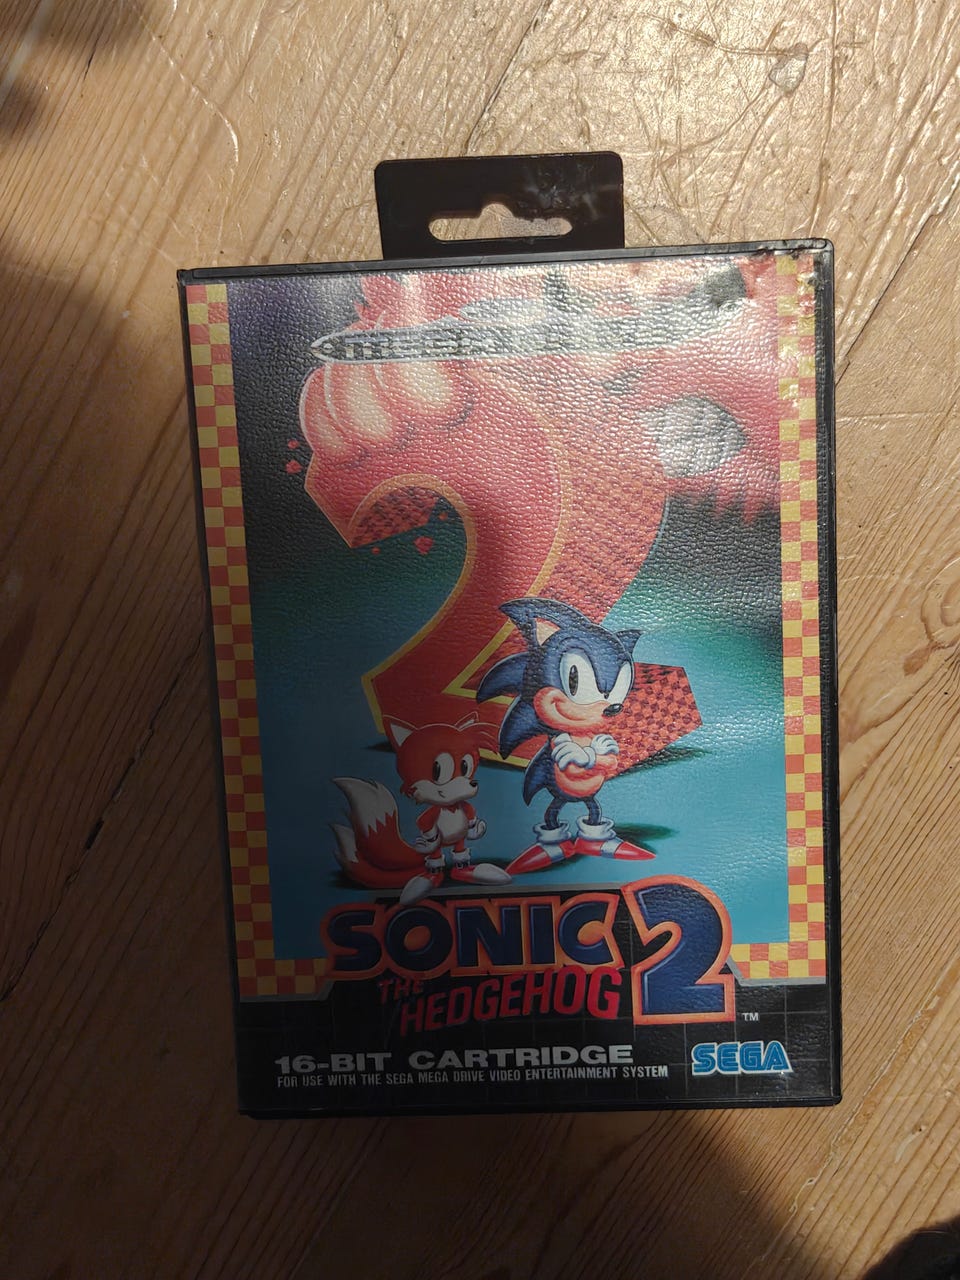 2
SONIC 2
THE
HEDGEHOG
TM
16-BIT CARTRIDGE
FOR USE WITH THE SEGA MEGA DRIVE VIDEO ENTERTAINMENT SYSTEM
SEGA